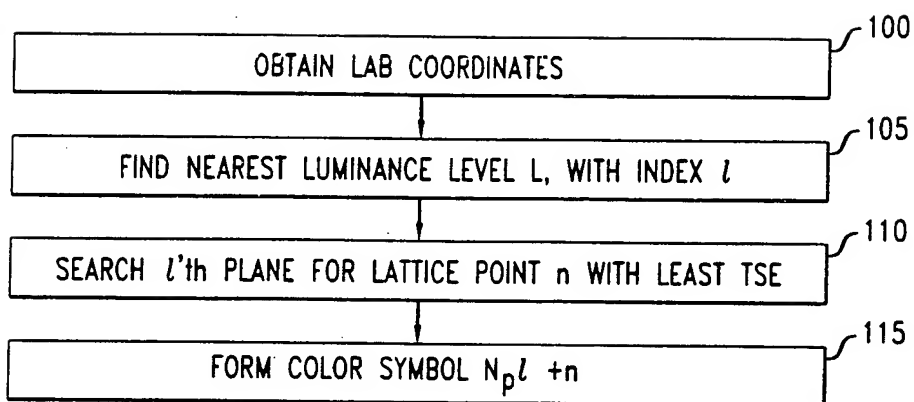 100
OBTAIN LAB COORDINATES
105
FIND NEAREST LUMINANCE LEVEL L, WITH INDEX l
110
SEARCH l'th PLANE FOR LATTICE POINT n WITH LEAST TSE
115
FORM COLOR SYMBOL Npl +n